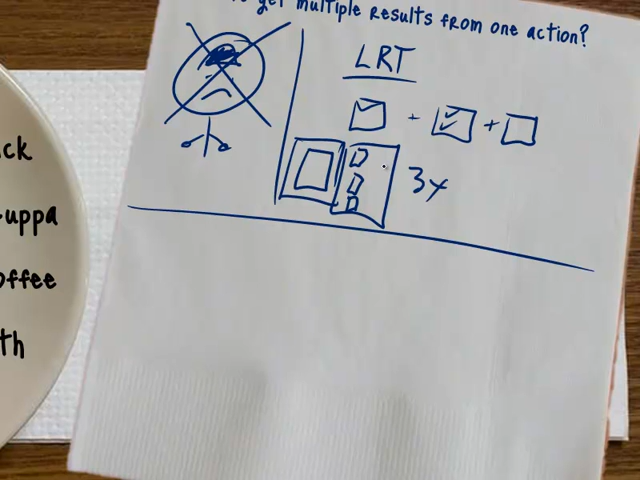 get multiple Results from one action?
LRT
3x
ck
uppa
offee
th